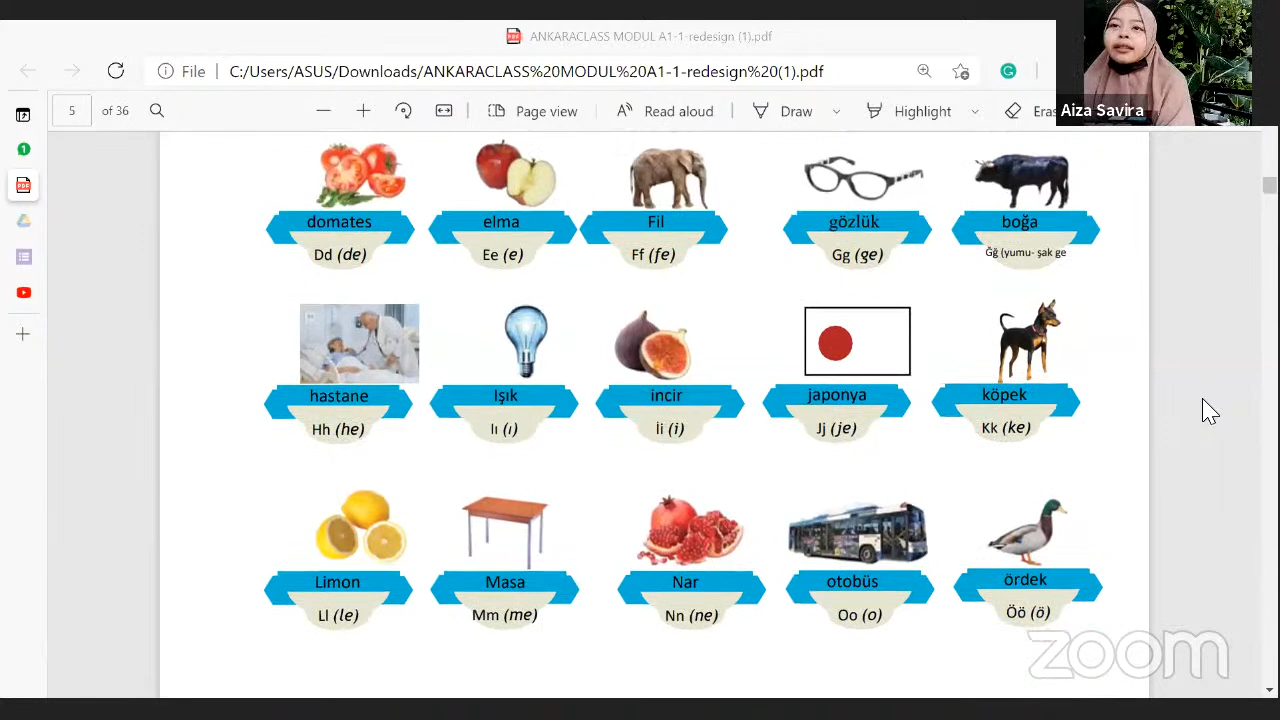 ANKARACLASS MODUL A1-1-redesign (1).pdf
File C:/Users/ASUS/Downloads/ANKARACLASS%20MODUL%20A1-1-redesign%20(1).pdf
Aiza Savira
5 of 36 Page view Read aloud Draw Highlight Eras
domates elma Fil gözlük boğa
Dd (de) Ee (e) Ff (fe) Gg (ge) Ğğ (yumu- şak ge
hastane Işık incir japonya köpek
Hh (he) Iı (ı) İi (i) Jj (je) Kk (ke)
Limon Masa Nar otobüs ördek
Ll (le) Mm (me) Nn (ne) Oo (o) Öö (ö)
zoom